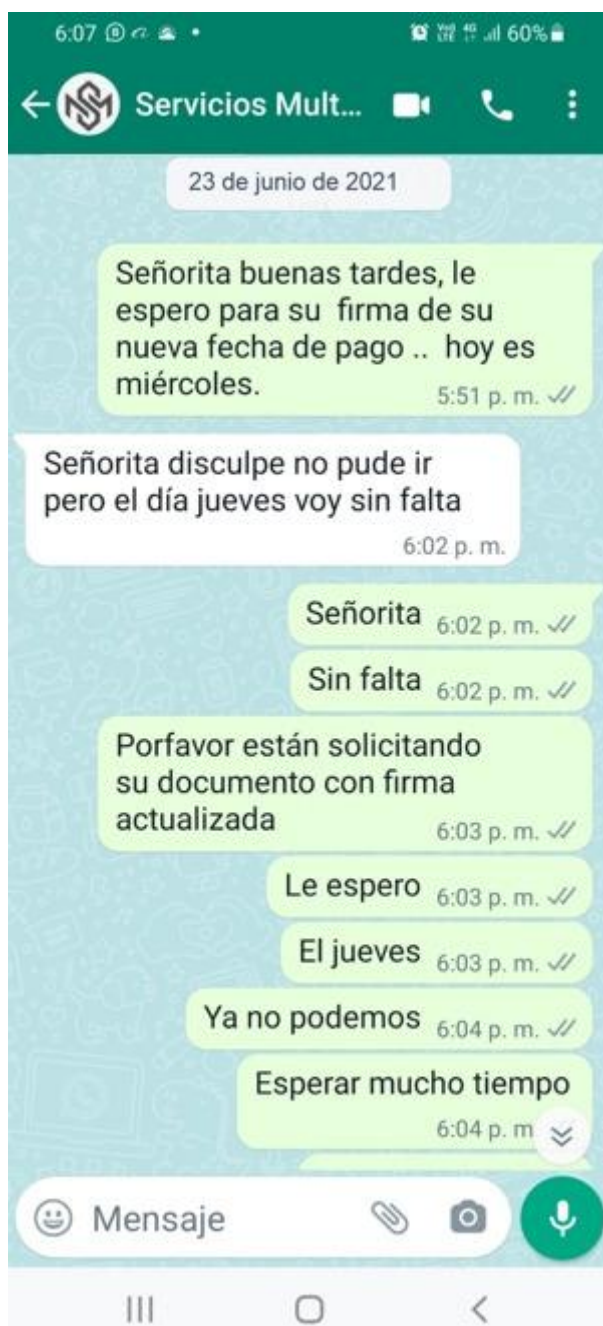 6:07
60%
Servicios Mult...
23 de junio de 2021
Señorita buenas tardes, le
espero para su firma de su
nueva fecha de pago .. hoy es
miércoles.
5:51 p. m.
Señorita disculpe no pude ir
pero el día jueves voy sin falta
6:02 p. m.
Señorita 6:02 p. m.
Sin falta 6:02 p. m.
Porfavor están solicitando
su documento con firma
actualizada
6:03 p. m.
Le espero 6:03 p. m.
El jueves 6:03 p. m.
Ya no podemos 6:04 p. m.
Esperar mucho tiempo
6:04 p. m
Mensaje